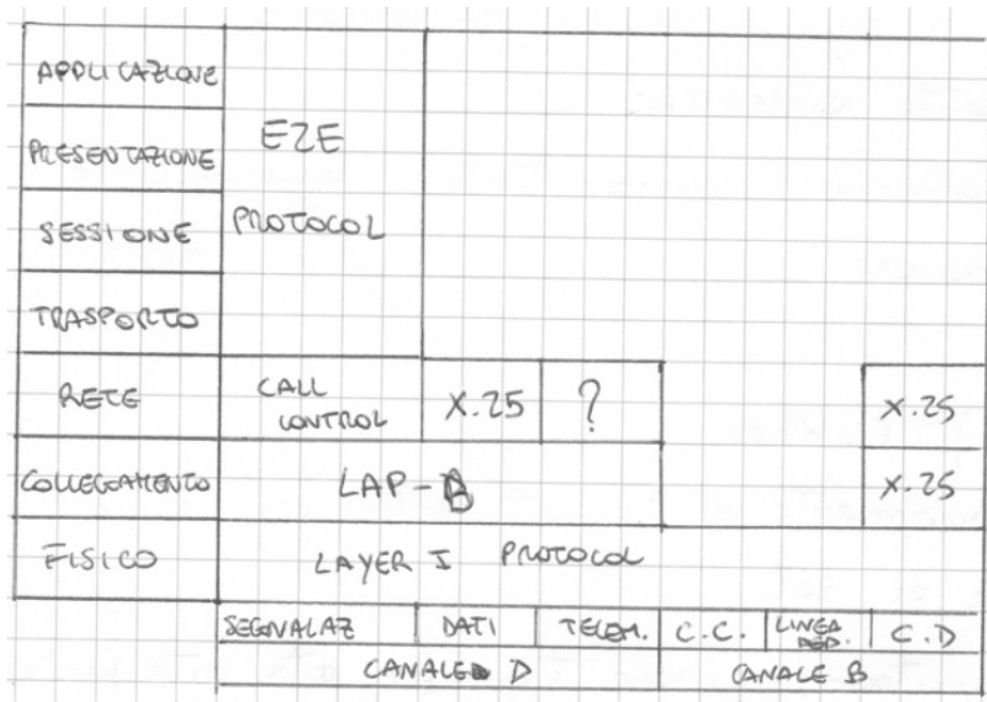 APPLICAZIONE
PRESENTAZIONE
EZE
SESSIONE
PROTOCOL
TRASPORTO
RETE
CALL
CONTROL
X.25
?
X.25
COLLEGAMENTO
LAP-B
X.25
FISICO
LAYER I PROTOCOL
SEGNALAZ
DATI
TELEM.
C.C.
LINEA
DED.
C.D
CANALE D
CANALE B